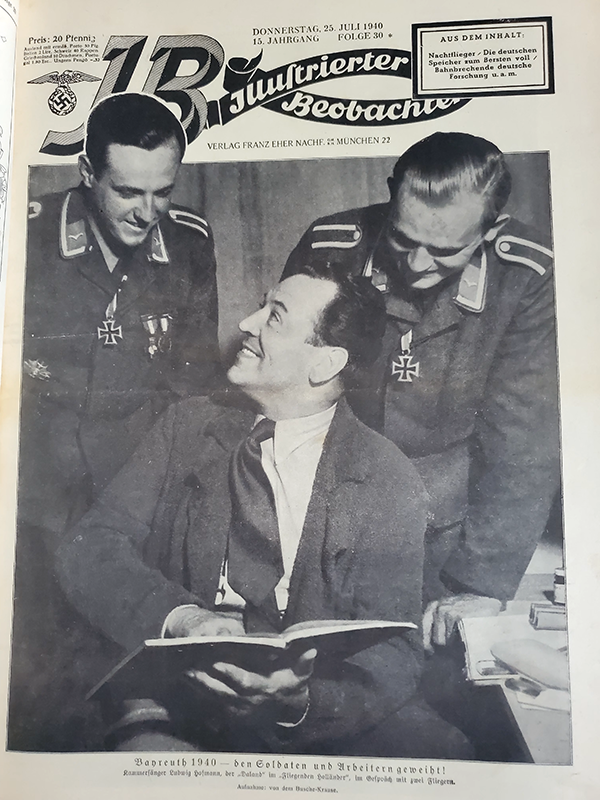 Preis: 20 Pfennig
DONNERSTAG, 25. JULI 1940
15. JAHRGANG FOLGE 30 *
JB Illustrierter
Beobachter
AUS DEM INHALT:
Nachtflieger / Die deutschen
Speicher zum Bersten voll /
Bahnbrechende deutsche
Forschung u. a. m.
VERLAG FRANZ EHER NACHF. MÜNCHEN 22
Bayreuth 1940 — den Soldaten und Arbeitern geweiht!
Kammersänger Ludwig Hofmann, der „Daland" im „Fliegenden Holländer", im Gespräch mit zwei Fliegern.
Aufnahme: von dem Bussche-Krause.